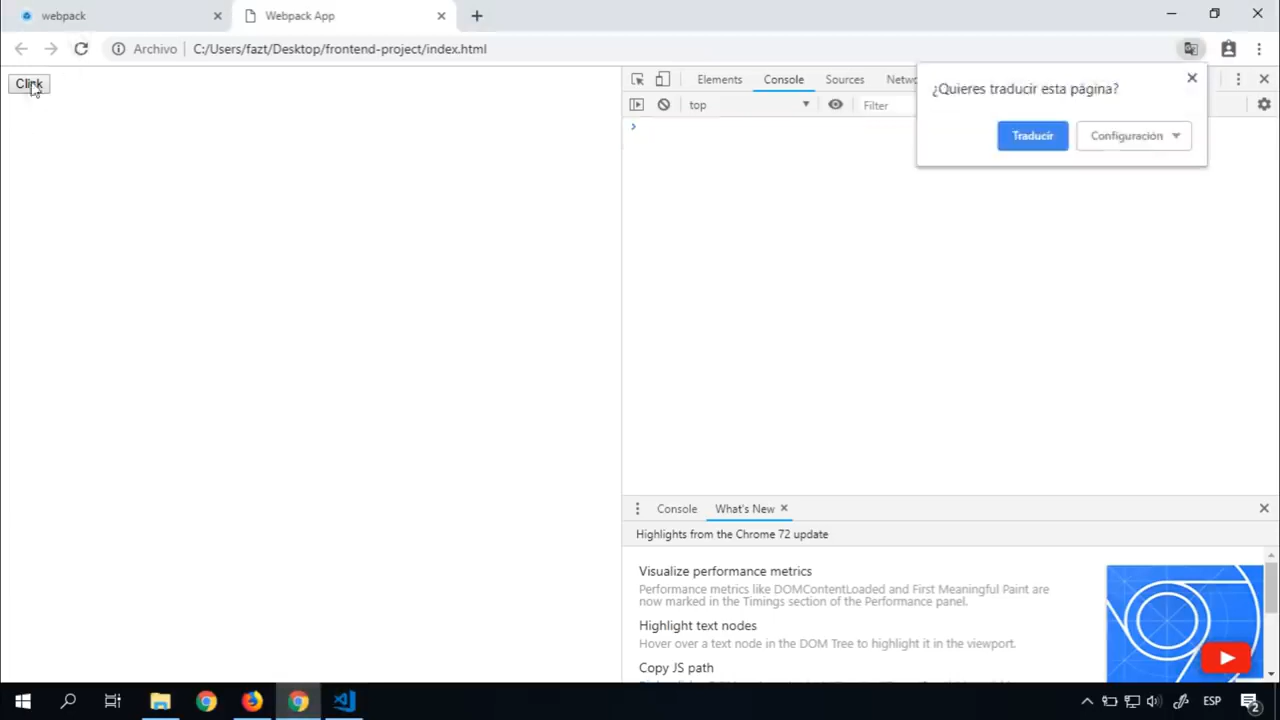 webpack
Webpack App
Archivo
C:/Users/fazt/Desktop/frontend-project/index.html
¿Quieres traducir esta página?
Traducir
Configuración
Click
Elements
Console
Sources
top
Filter
Console
What's New
Highlights from the Chrome 72 update
Visualize performance metrics
Performance metrics like DOMContentLoaded and First Meaningful Paint are
now marked in the Timings section of the Performance panel.
Highlight text nodes
Hover over a text node in the DOM Tree to highlight it in the viewport.
Copy JS path
ESP
2